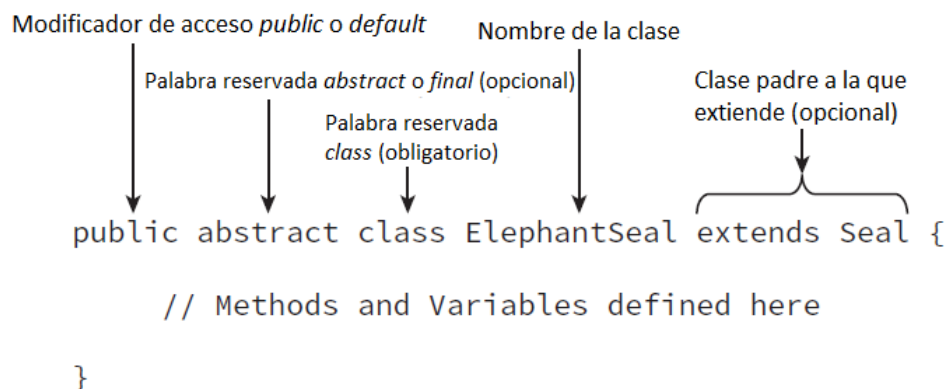 Modificador de acceso public o default
Nombre de la clase
Palabra reservada abstract o final (opcional)
Clase padre a la que
extiende (opcional)
Palabra reservada
class (obligatorio)
public abstract class ElephantSeal extends Seal {
// Methods and Variables defined here
}